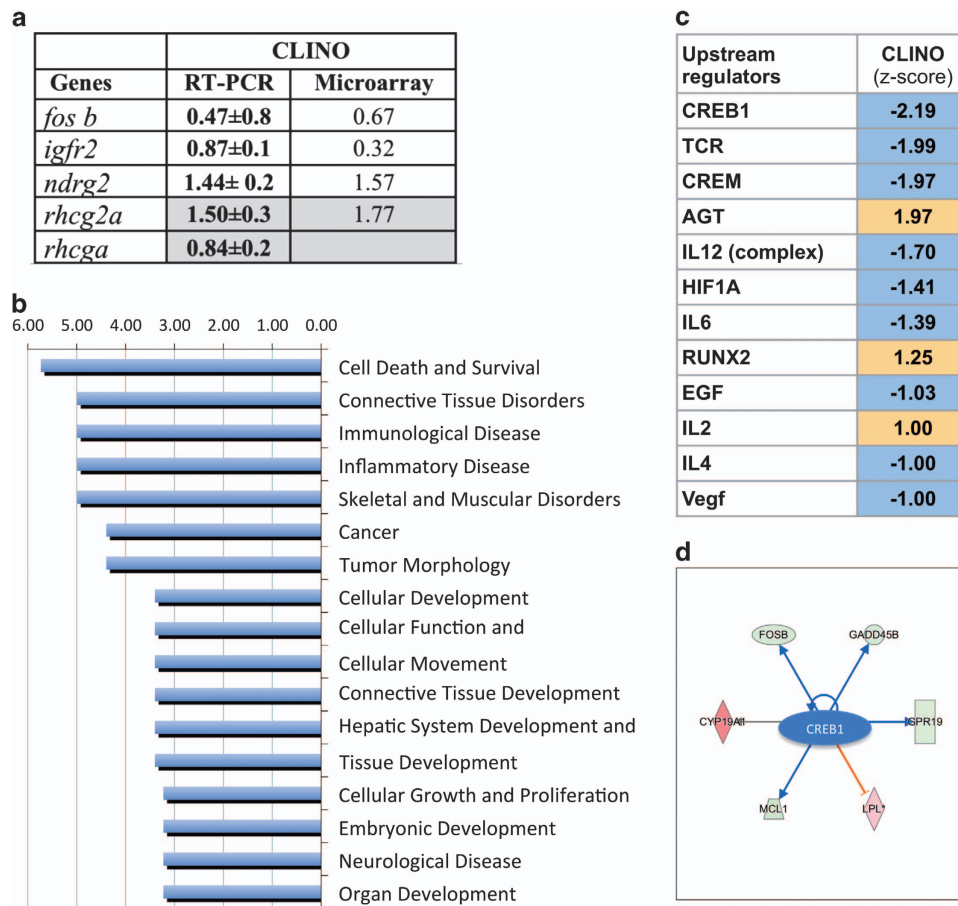 a
CLINO
Genes RT-PCR Microarray
fos b 0.47±0.8 0.67
igfr2 0.87±0.1 0.32
ndrg2 1.44± 0.2 1.57
rhcg2a 1.50±0.3 1.77
rhcga 0.84±0.2
b
6.00 5.00 4.00 3.00 2.00 1.00 0.00
Cell Death and Survival
Connective Tissue Disorders
Immunological Disease
Inflammatory Disease
Skeletal and Muscular Disorders
Cancer
Tumor Morphology
Cellular Development
Cellular Function and
Cellular Movement
Connective Tissue Development
Hepatic System Development and
Tissue Development
Cellular Growth and Proliferation
Embryonic Development
Neurological Disease
Organ Development
c
Upstream CLINO
regulators (z-score)
CREB1 -2.19
TCR -1.99
CREM -1.97
AGT 1.97
IL12 (complex) -1.70
HIF1A -1.41
IL6 -1.39
RUNX2 1.25
EGF -1.03
IL2 1.00
IL4 -1.00
Vegf -1.00
d
FOSB GADD45B
CYP19A1 CREB1 GPR19
MCL1 LPL*